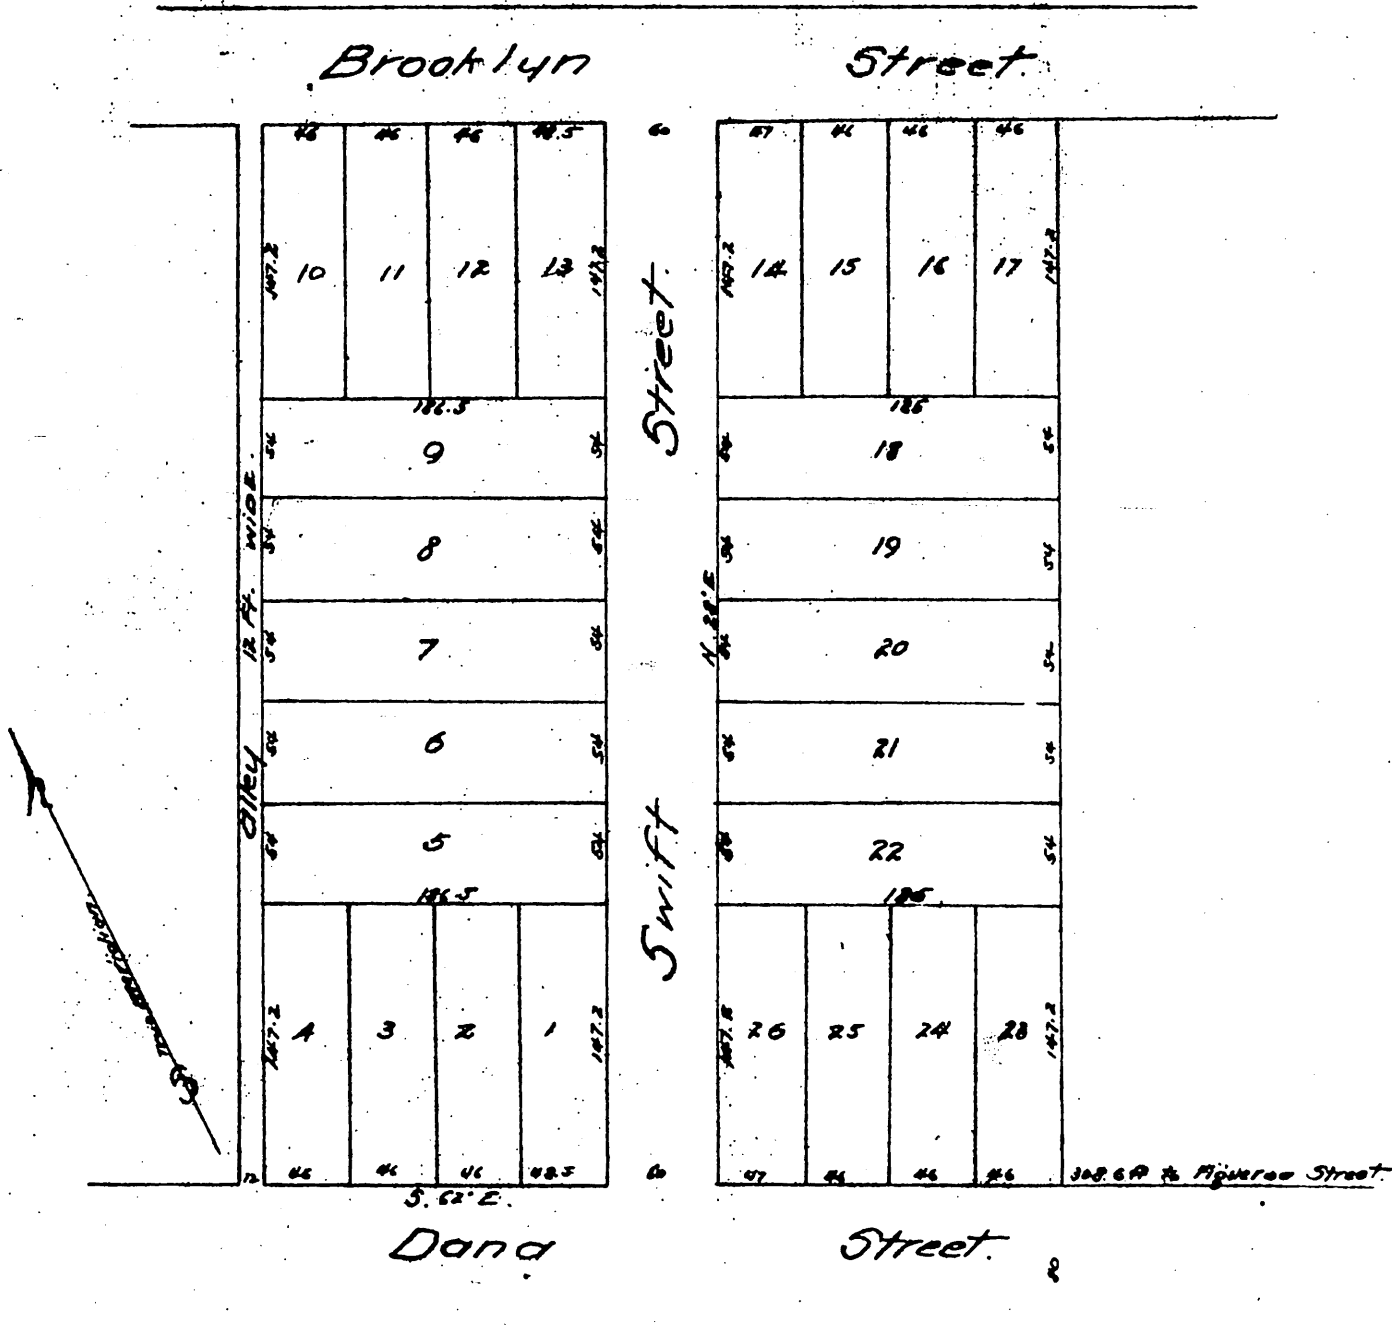 Brooklyn Street.
46 46 46 48.5 60 47 46 46 46
147.2 10 11 12 13 147.2 147.2 14 15 16 17 147.2
Street.
186.5 185
54 9 54 54 18 54
54 8 54 54 19 54
N. 28° E
54 7 54 54 20 54
54 6 54 54 21 54
54 5 54 54 22 54
186.5 185
Alley 12 Ft. WIDE.
Swift
147.2 4 3 2 1 147.2 147.2 26 25 24 23 147.2
12 46 46 46 48.5 60 47 46 46 46 308.6 ft to Figueroa Street.
S. 62° E.
Dana Street.